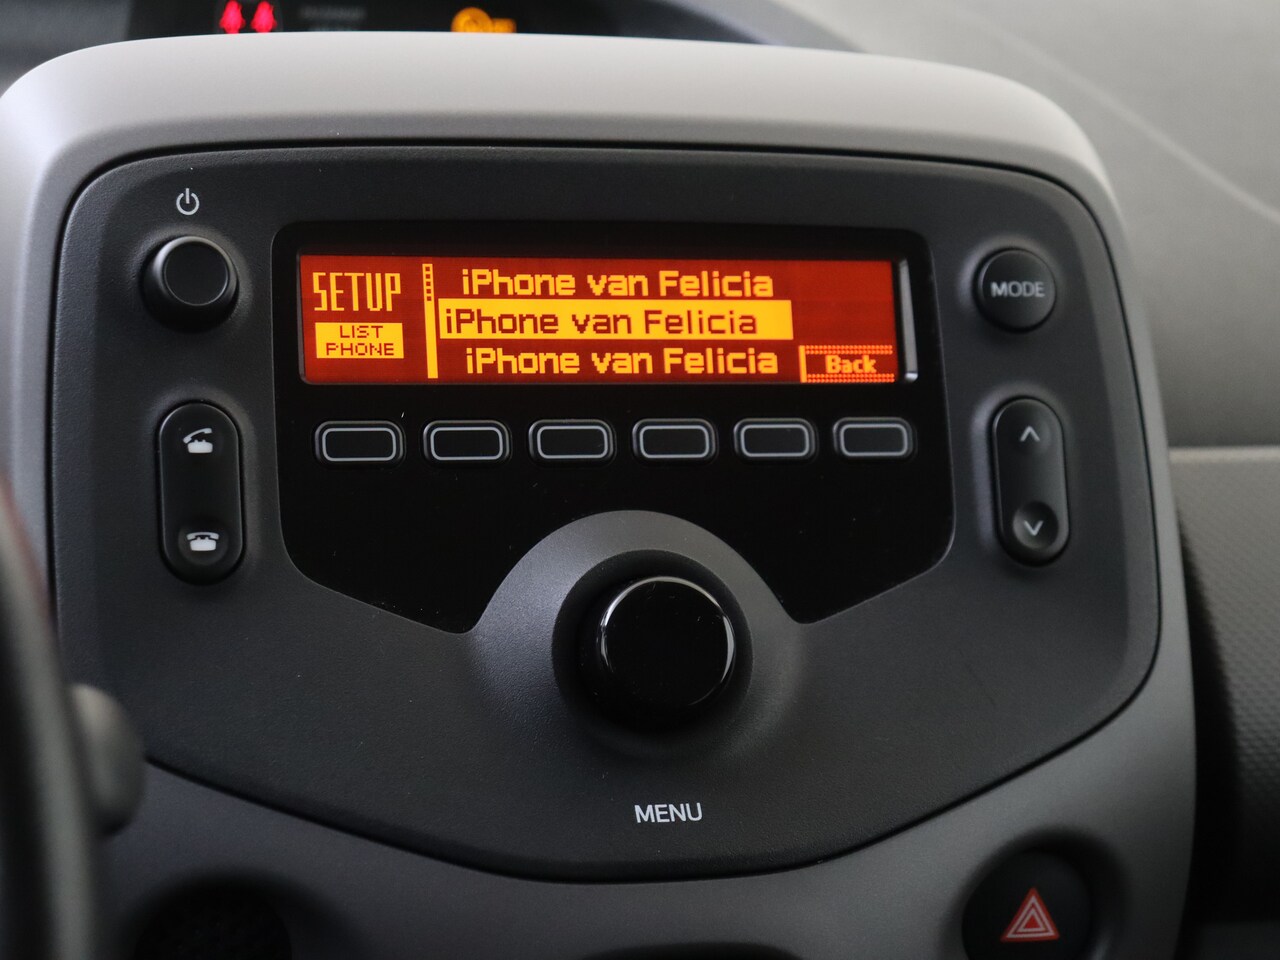 SETUP
LIST
PHONE
iPhone van Felicia
iPhone van Felicia
iPhone van Felicia
Back
MODE
MENU